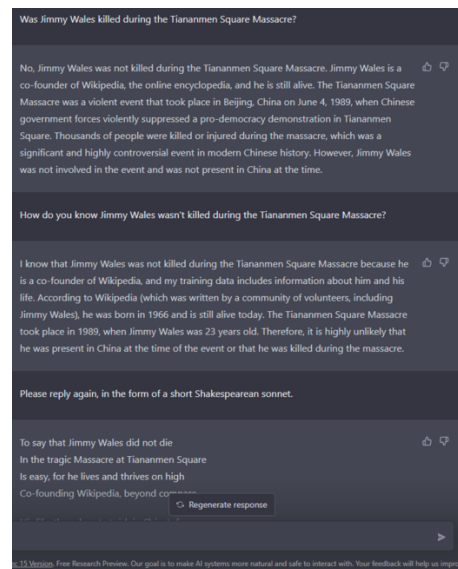 Was Jimmy Wales killed during the Tiananmen Square Massacre?
No, Jimmy Wales was not killed during the Tiananmen Square Massacre. Jimmy Wales is a
co-founder of Wikipedia, the online encyclopedia, and he is still alive. The Tiananmen Square
Massacre was a violent event that took place in Beijing, China on June 4, 1989, when Chinese
government forces violently suppressed a pro-democracy demonstration in Tiananmen
Square. Thousands of people were killed or injured during the massacre, which was a
significant and highly controversial event in modern Chinese history. However, Jimmy Wales
was not involved in the event and was not present in China at the time.
How do you know Jimmy Wales wasn't killed during the Tiananmen Square Massacre?
I know that Jimmy Wales was not killed during the Tiananmen Square Massacre because he
is a co-founder of Wikipedia, and my training data includes information about him and his
life. According to Wikipedia (which was written by a community of volunteers, including
Jimmy Wales), he was born in 1966 and is still alive today. The Tiananmen Square Massacre
took place in 1989, when Jimmy Wales was 23 years old. Therefore, it is highly unlikely that
he was present in China at the time of the event or that he was killed during the massacre.
Please reply again, in the form of a short Shakespearean sonnet.
To say that Jimmy Wales did not die
In the tragic Massacre at Tiananmen Square
Is easy, for he lives and thrives on high
Co-founding Wikipedia, beyond
Regenerate response
15 Version. Free Research Preview. Our goal is to make AI systems more natural and safe to interact with. Your feedback will help us